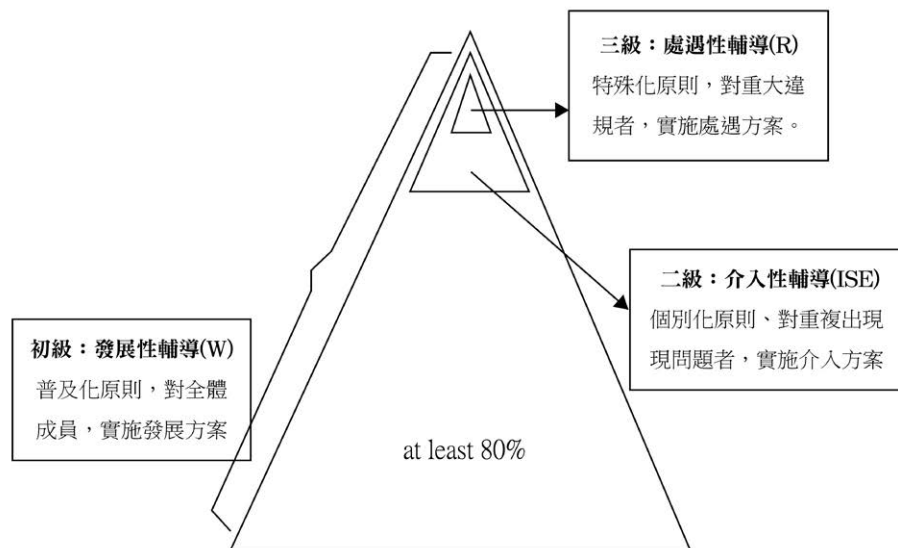 三級：處遇性輔導(R)
特殊化原則，對重大違
規者，實施處遇方案。
二級：介入性輔導(ISE)
個別化原則、對重複出現
現問題者，實施介入方案
初級：發展性輔導(W)
普及化原則，對全體
成員，實施發展方案
at least 80%